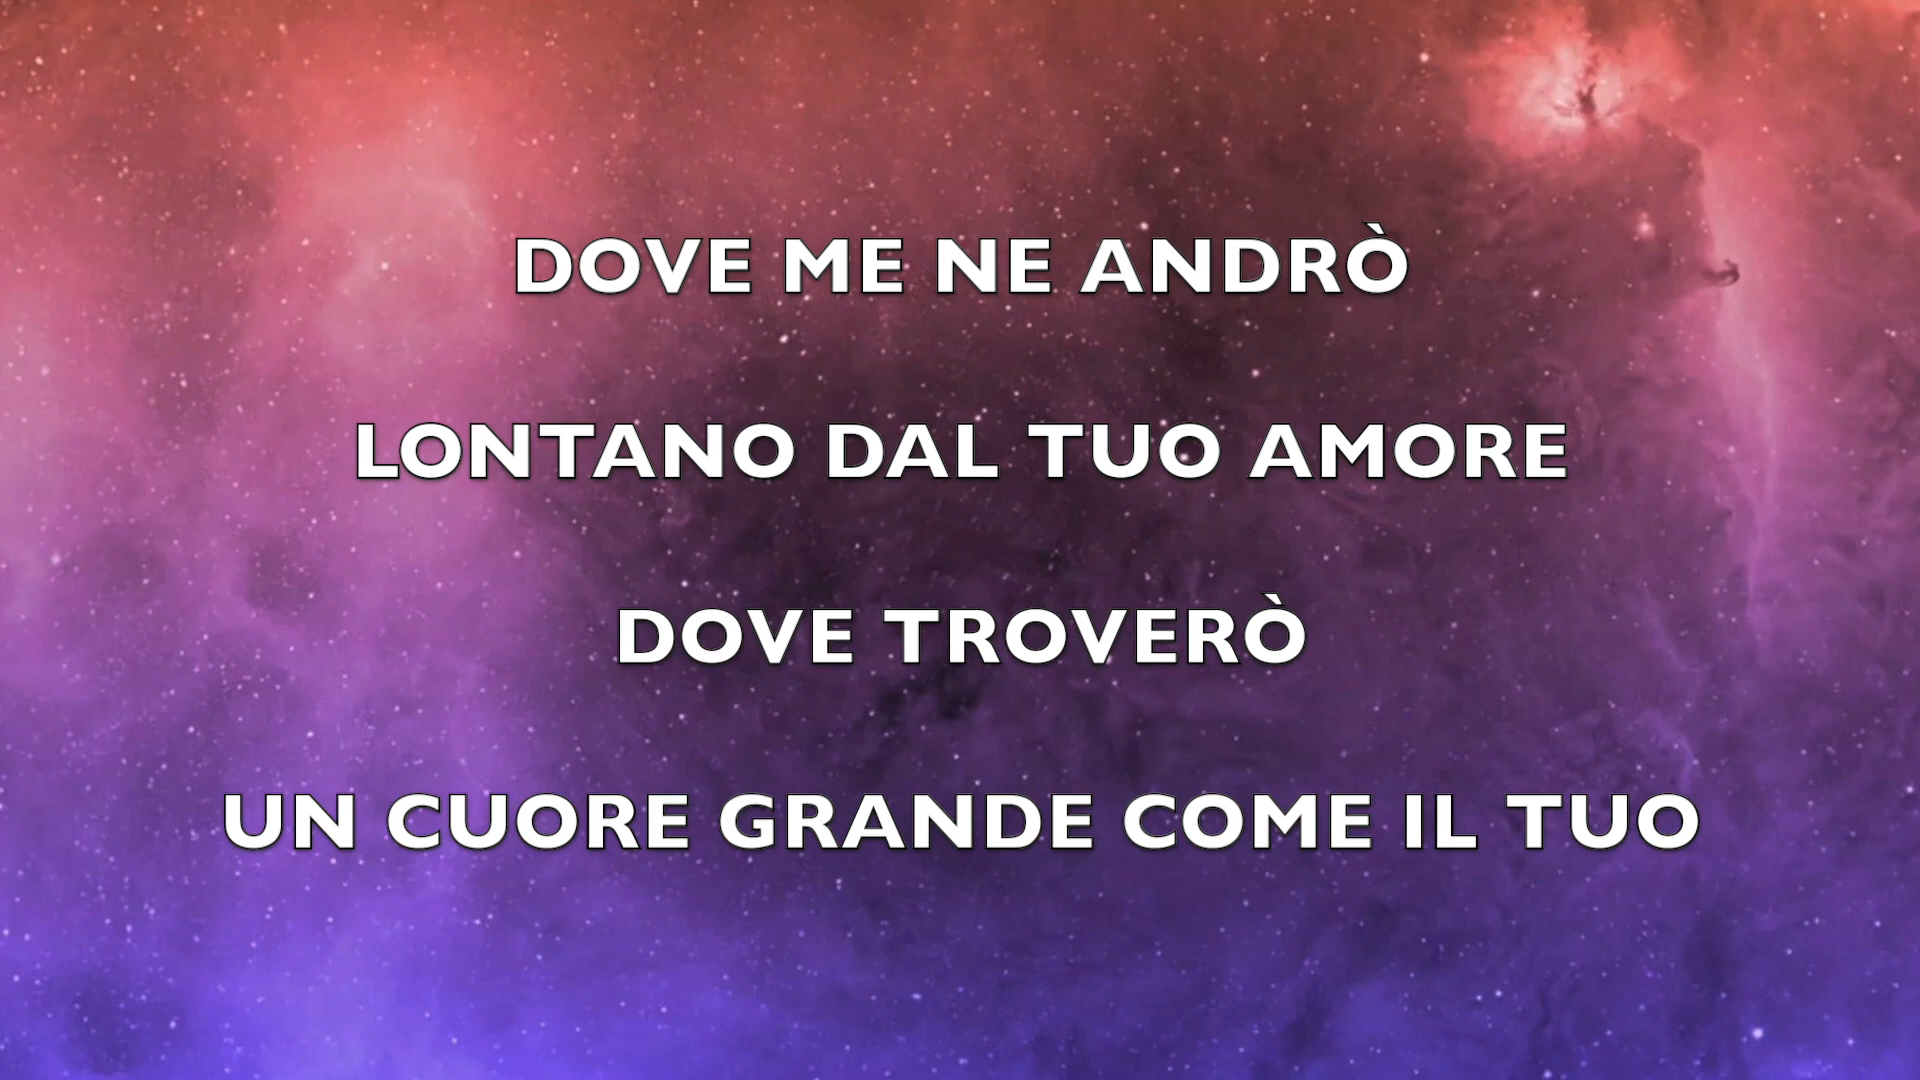 DOVE ME NE ANDRÒ
LONTANO DAL TUO AMORE
DOVE TROVERÒ
UN CUORE GRANDE COME IL TUO